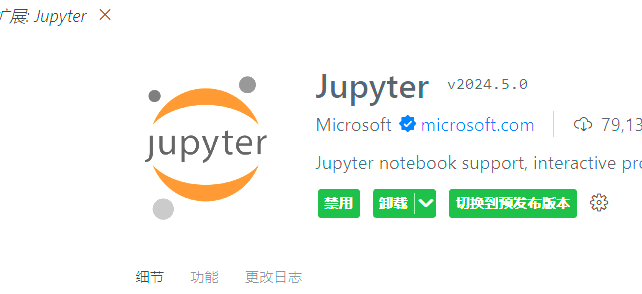 扩展: Jupyter
Jupyter v2024.5.0
jupyter
Microsoft microsoft.com 79,13
Jupyter notebook support, interactive pro
禁用 卸载 切换到预发布版本
细节 功能 更改日志